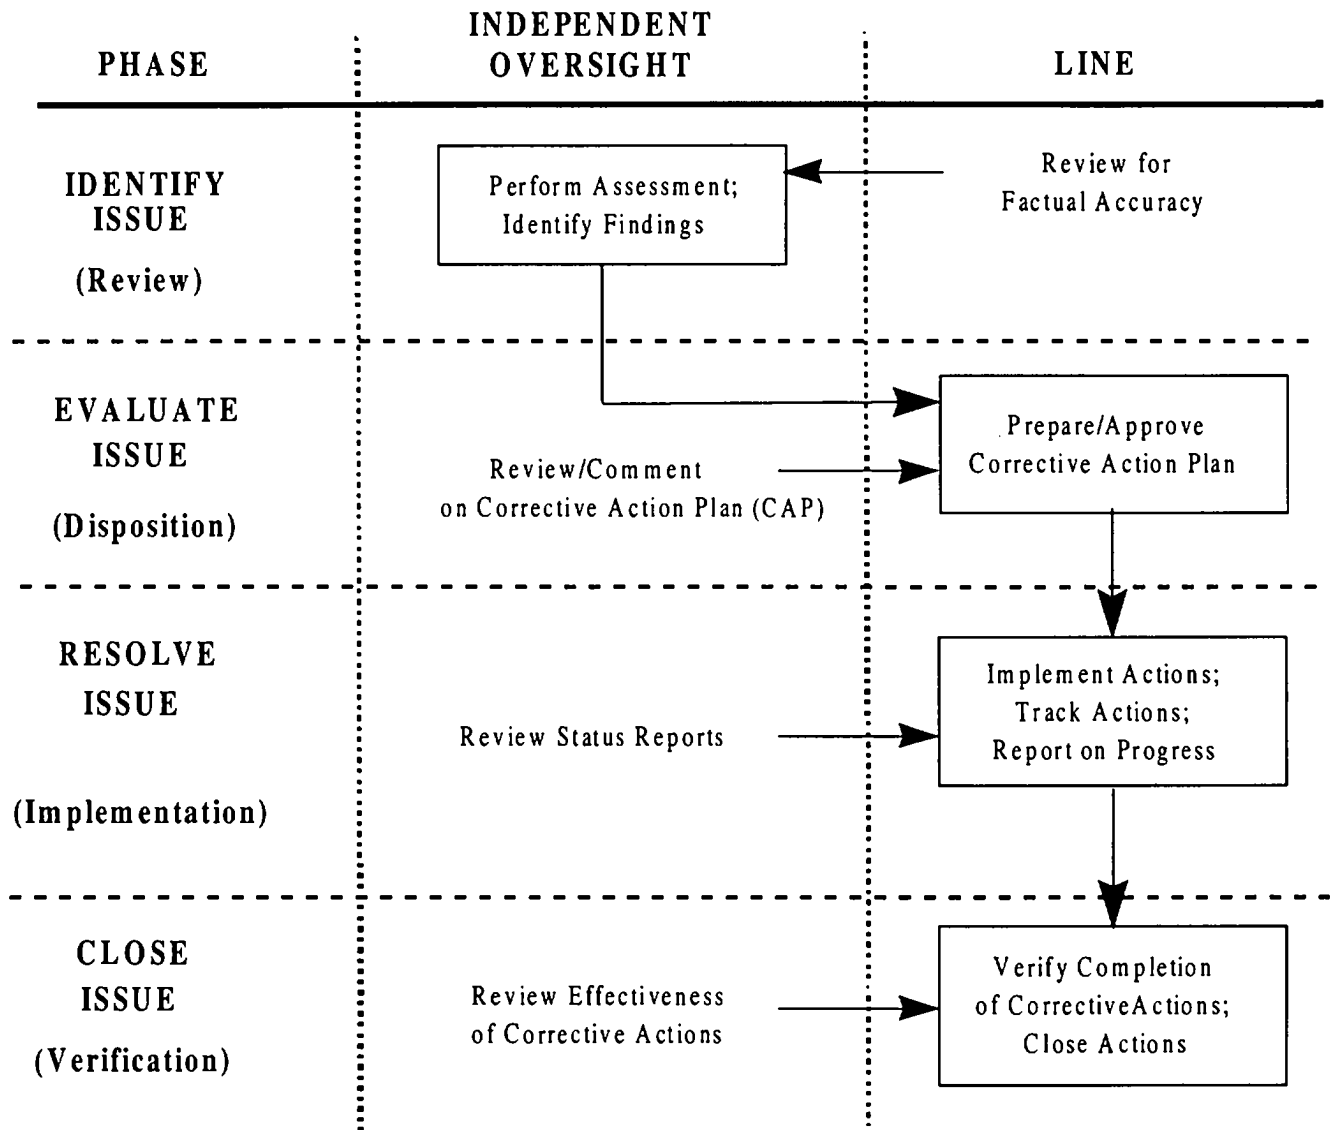 PHASE
INDEPENDENT
OVERSIGHT
LINE
IDENTIFY
ISSUE
(Review)
Perform Assessment;
Identify Findings
Review for
Factual Accuracy
EVALUATE
ISSUE
(Disposition)
Review/Comment
on Corrective Action Plan (CAP)
Prepare/Approve
Corrective Action Plan
RESOLVE
ISSUE
(Implementation)
Review Status Reports
Implement Actions;
Track Actions;
Report on Progress
CLOSE
ISSUE
(Verification)
Review Effectiveness
of Corrective Actions
Verify Completion
of CorrectiveActions;
Close Actions